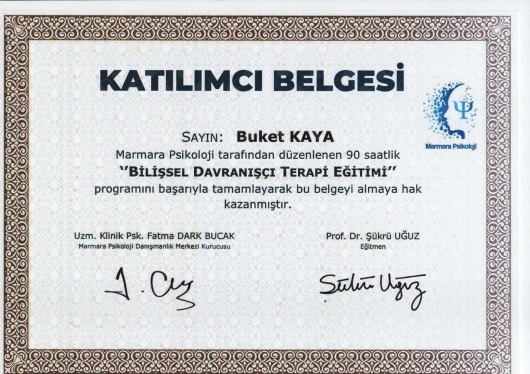 KATILIMCI BELGESİ
SAYIN: Buket KAYA
Marmara Psikoloji
Marmara Psikoloji tarafından düzenlenen 90 saatlik
‘‘BİLİŞSEL DAVRANIŞÇI TERAPİ EĞİTİMİ’’
programını başarıyla tamamlayarak bu belgeyi almaya hak
kazanmıştır.
Uzm. Klinik Psk. Fatma DARK BUCAK
Marmara Psikoloji Danışmanlık Merkezi Kurucusu
Prof. Dr. Şükrü UĞUZ
Eğitmen
Şükrü Uğuz